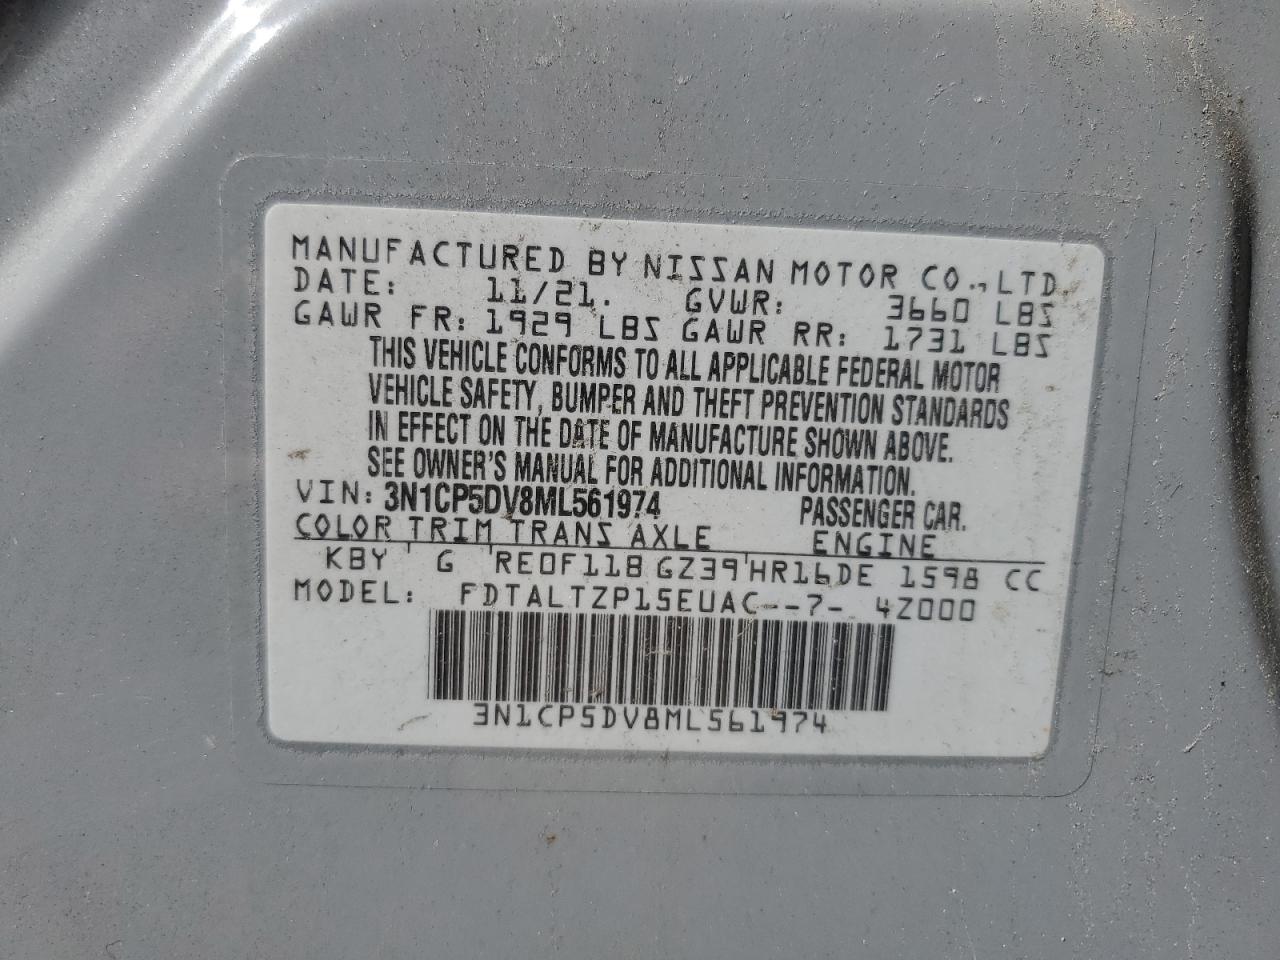 MANUFACTURED BY NISSAN MOTOR CO.,LTD.
DATE: 11/21. GVWR: 3660 LBS
GAWR FR: 1929 LBS GAWR RR: 1731 LBS
THIS VEHICLE CONFORMS TO ALL APPLICABLE FEDERAL MOTOR
VEHICLE SAFETY, BUMPER AND THEFT PREVENTION STANDARDS
IN EFFECT ON THE DATE OF MANUFACTURE SHOWN ABOVE.
SEE OWNER'S MANUAL FOR ADDITIONAL INFORMATION.
VIN: 3N1CP5DV8ML561974 PASSENGER CAR.
COLOR TRIM TRANS AXLE ENGINE
KBY G RE0F11B GZ39 HR16DE 1598 CC
MODEL: FDTALTZP15EUAC--7- 4Z000
3N1CP5DV8ML561974